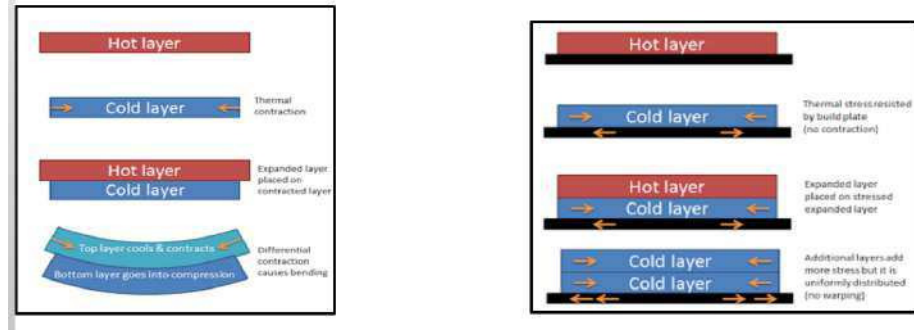 Hot layer
Cold layer
Thermal
contraction
Hot layer
Cold layer
Expanded layer
placed on
contracted layer
Top layer cools & contracts
Bottom layer goes into compression
Differential
contraction
causes bending
Hot layer
Cold layer
Thermal stress resisted
by build plate
(no contraction)
Hot layer
Cold layer
Expanded layer
placed on stressed
expanded layer
Cold layer
Cold layer
Additional layers add
more stress but it is
uniformly distributed
(no warping)